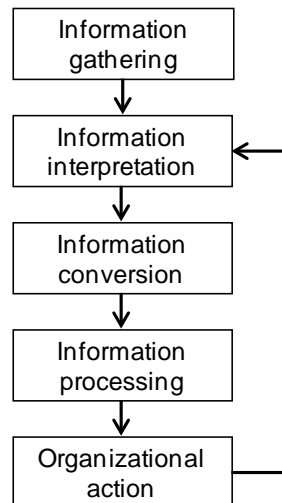 Information
gathering
Information
interpretation
Information
conversion
Information
processing
Organizational
action